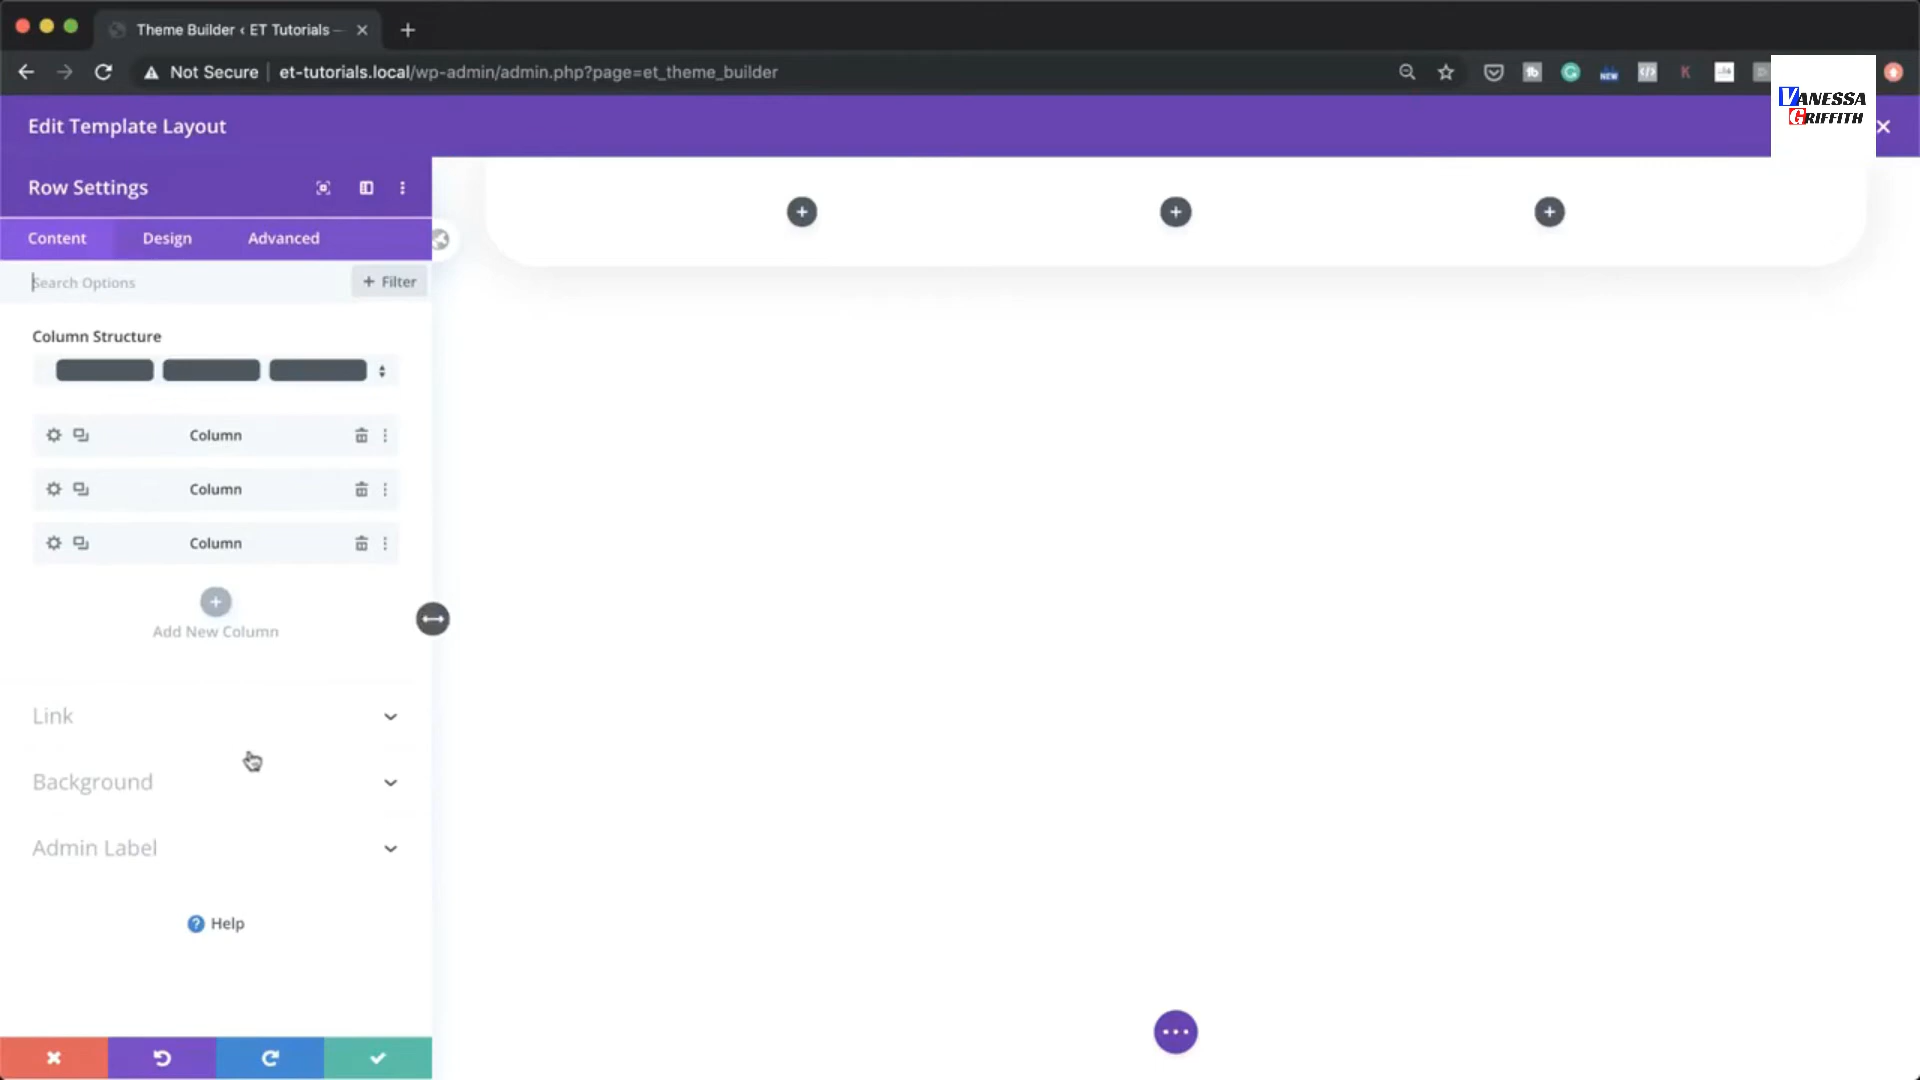 Theme Builder ‹ ET Tutorials —
Not Secure
et-tutorials.local/wp-admin/admin.php?page=et_theme_builder
NEW
VANESSA
GRIFFITH
Edit Template Layout
Row Settings
Content
Design
Advanced
Search Options
+ Filter
Column Structure
Column
Column
Column
Add New Column
Link
Background
Admin Label
Help